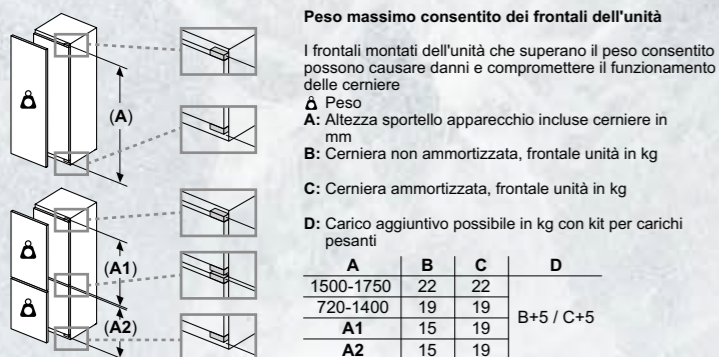 Peso massimo consentito dei frontali dell'unità
I frontali montati dell'unità che superano il peso consentito
possono causare danni e compromettere il funzionamento
delle cerniere
Peso
A: Altezza sportello apparecchio incluse cerniere in
mm
B: Cerniera non ammortizzata, frontale unità in kg
C: Cerniera ammortizzata, frontale unità in kg
D: Carico aggiuntivo possibile in kg con kit per carichi
pesanti
A B C D
1500-1750 22 22
720-1400 19 19
B+5 / C+5
A1 15 19
A2 15 19
(A)
(A1)
(A2)